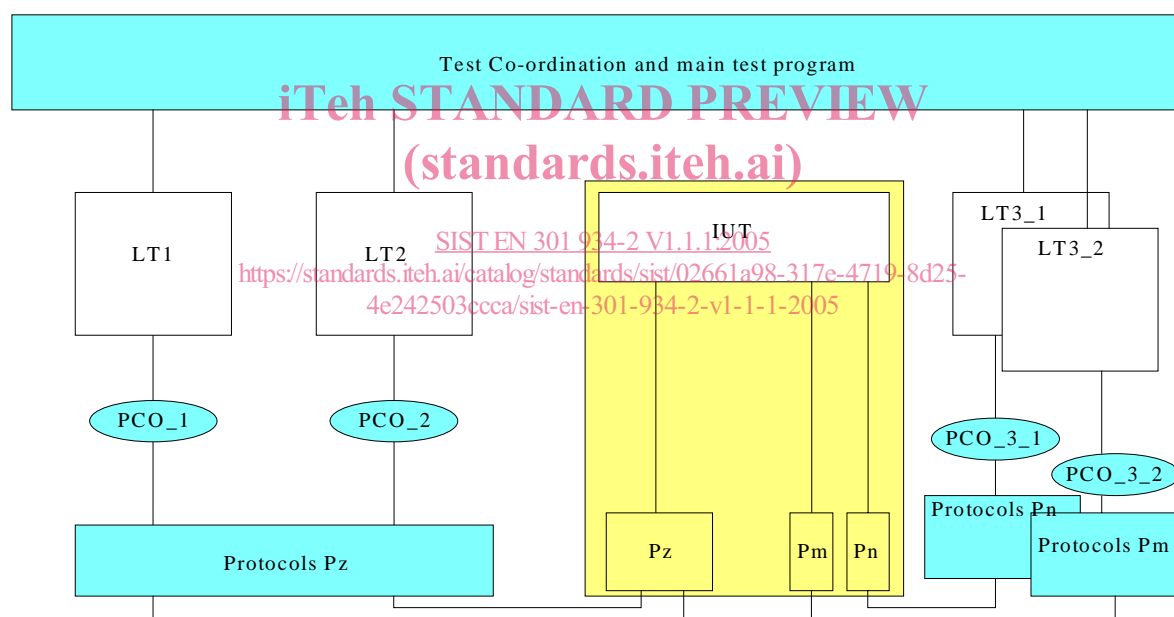 Test Co-ordination and main test program
iTeh STANDARD PREVIEW
(standards.iteh.ai)
LT1
LT2
IUT
LT3_1
LT3_2
SIST EN 301 934-2 V1.1.1:2005
https://standards.iteh.ai/catalog/standards/sist/02661a98-317e-4719-8d25-
4e242503ccca/sist-en-301-934-2-v1-1-1-2005
PCO_1
PCO_2
PCO_3_1
PCO_3_2
Protocols Pz
Pz
Pm
Pn
Protocols Pn
Protocols Pm